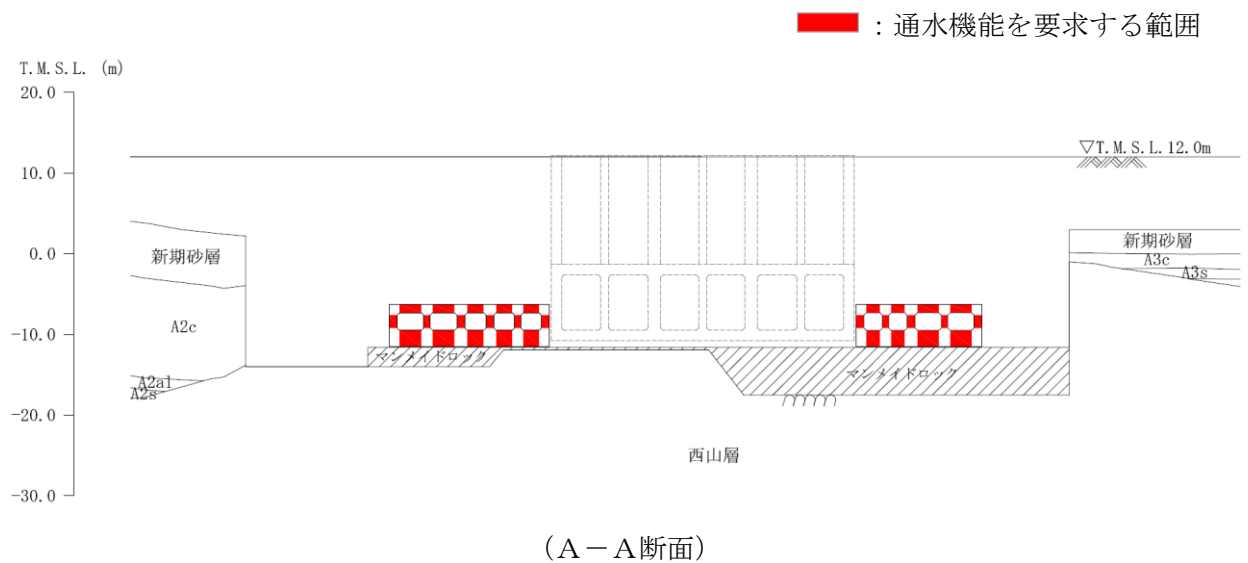 ：通水機能を要求する範囲
T.M.S.L. (m)
20.0
10.0
0.0
-10.0
-20.0
-30.0
▽T.M.S.L.12.0m
新期砂層
A2c
A2al
A2s
マンメイドロック
新期砂層
A3c
A3s
マンメイドロック
西山層
（A－A断面）